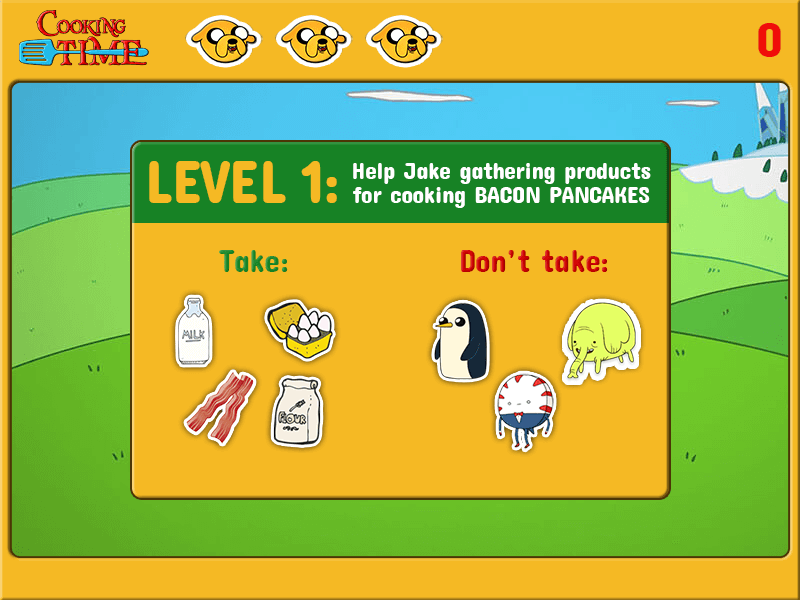 COOKING
TIME
0
LEVEL 1:
Help Jake gathering products
for cooking BACON PANCAKES
Take:
Don't take:
MILK
FLOUR